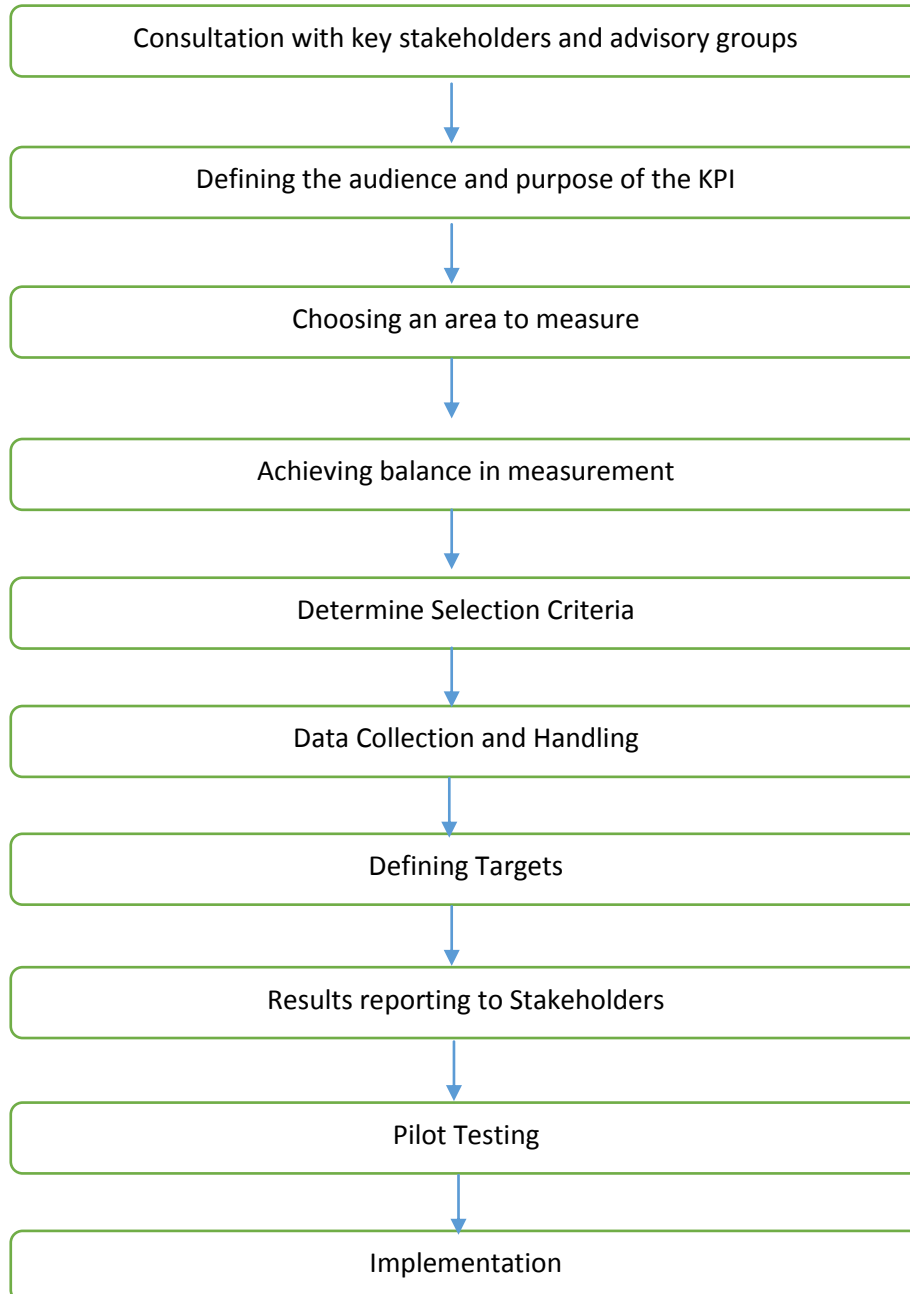 Consultation with key stakeholders and advisory groups
Defining the audience and purpose of the KPI
Choosing an area to measure
Achieving balance in measurement
Determine Selection Criteria
Data Collection and Handling
Defining Targets
Results reporting to Stakeholders
Pilot Testing
Implementation